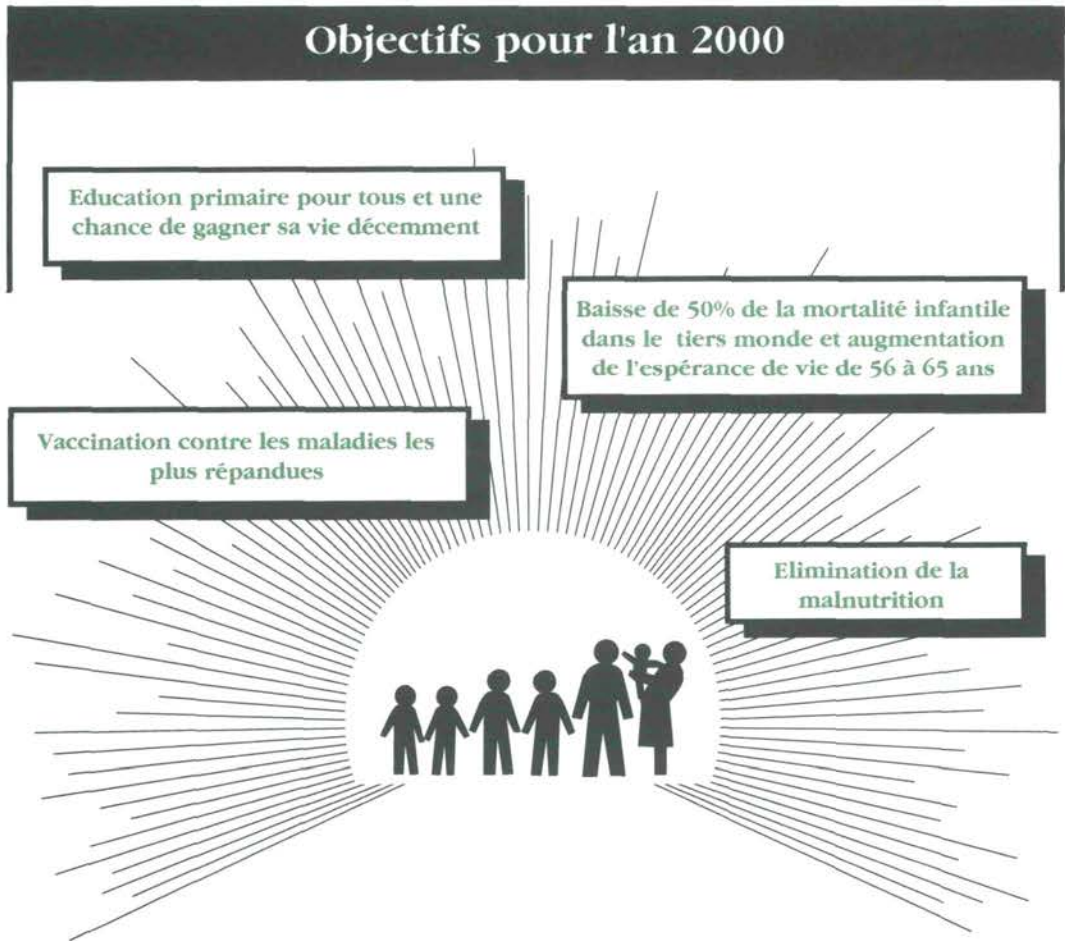 Objectifs pour l'an 2000
Education primaire pour tous et une
chance de gagner sa vie décemment
Baisse de 50% de la mortalité infantile
dans le tiers monde et augmentation
de l'espérance de vie de 56 à 65 ans
Vaccination contre les maladies les
plus répandues
Elimination de la
malnutrition